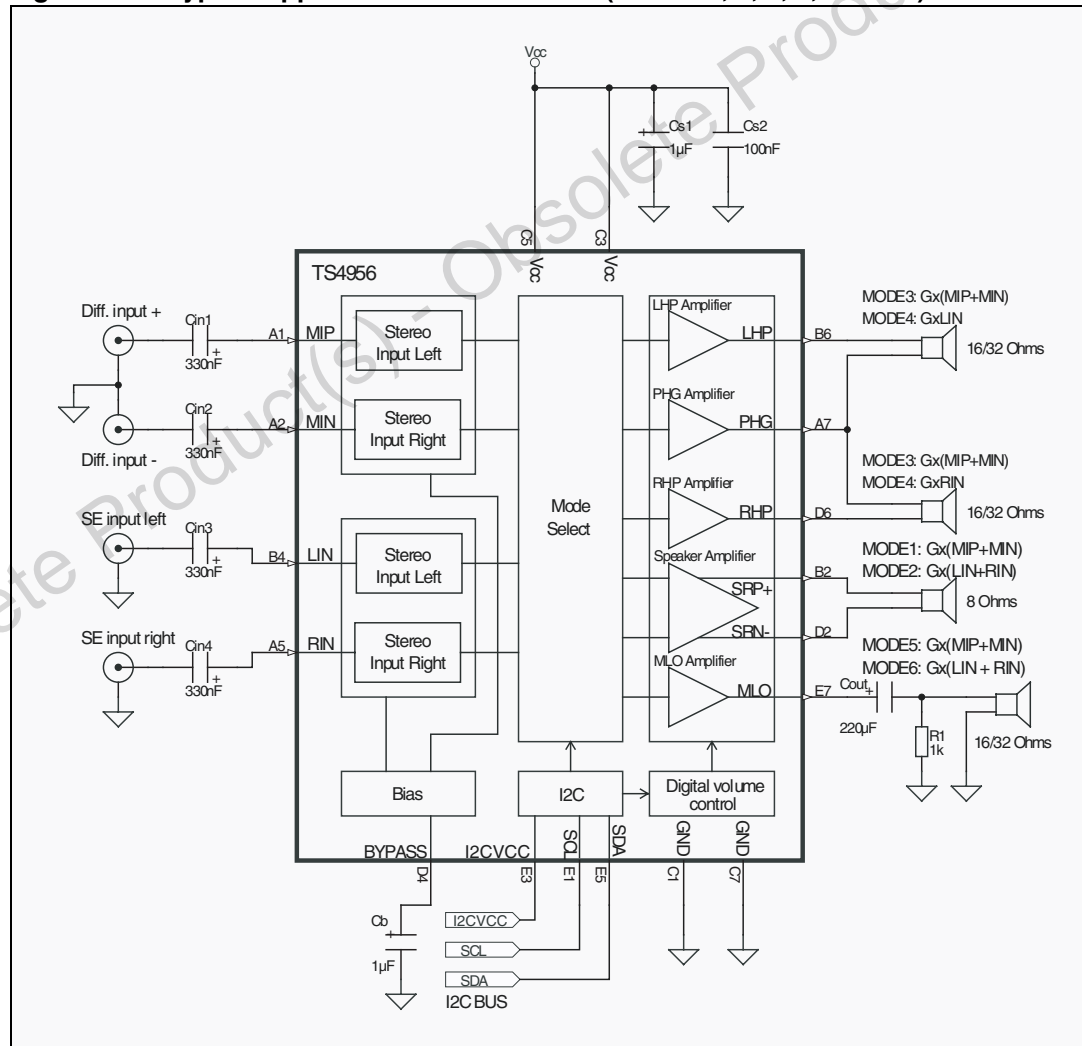 Vcc
Cs1
+
1µF
Cs2
100nF
C5
Vcc
C3
Vcc
TS4956
Diff. input +
Cin1
+
330nF
A1
MIP
Stereo
Input Left
Cin2
+
330nF
A2
MIN
Stereo
Input Right
Diff. input -
SE input left
Cin3
+
330nF
B4
LIN
Stereo
Input Left
SE input right
Cin4
+
330nF
A5
RIN
Stereo
Input Right
Mode
Select
LHP Amplifier
LHP
B6
MODE3: Gx(MIP+MIN)
MODE4: GxLIN
16/32 Ohms
PHG Amplifier
PHG
A7
MODE3: Gx(MIP+MIN)
MODE4: GxRIN
16/32 Ohms
RHP Amplifier
RHP
D6
Speaker Amplifier
SRP+
SRN-
B2
D2
MODE1: Gx(MIP+MIN)
MODE2: Gx(LIN+RIN)
8 Ohms
MLO Amplifier
MLO
E7
MODE5: Gx(MIP+MIN)
MODE6: Gx(LIN + RIN)
Cout
+
220µF
R1
1k
16/32 Ohms
Bias
I2C
Digital volume
control
BYPASS
D4
I2CVCC
E3
SCL
E1
SDA
E5
GND
C1
GND
C7
Cb
+
1µF
I2CVCC
SCL
SDA
I2C BUS
Obsolete Product(s) - Obsolete Product